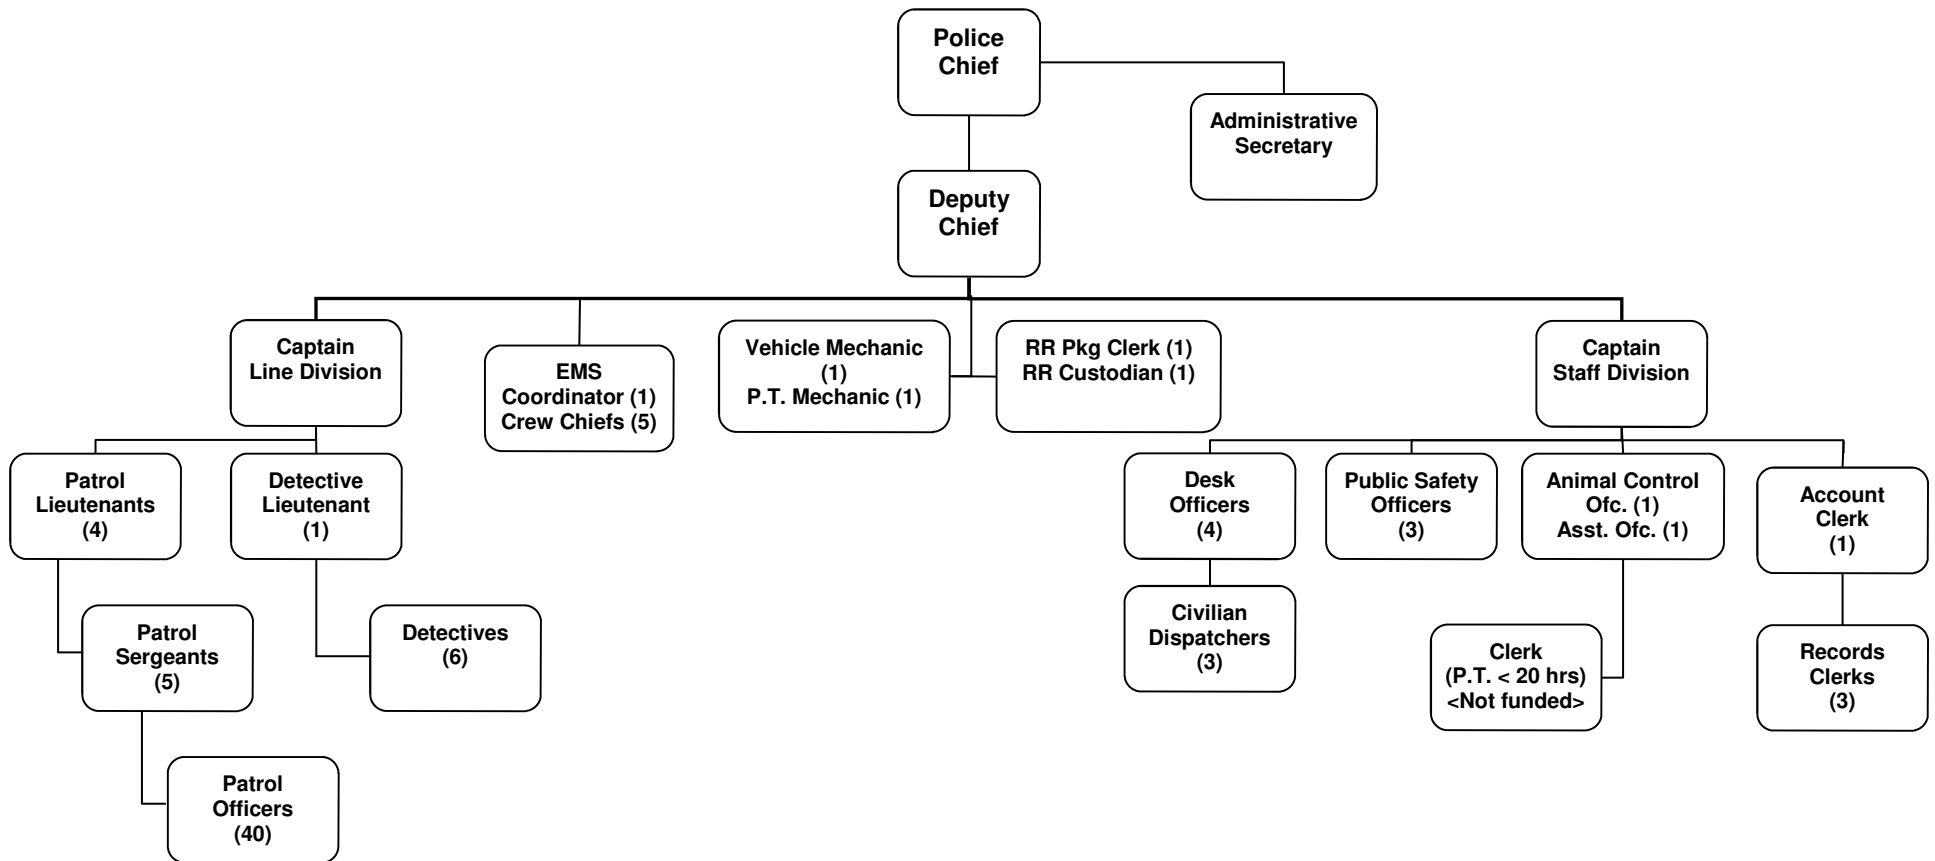 Police
Chief
Administrative
Secretary
Deputy
Chief
Captain
Line Division
EMS
Coordinator (1)
Crew Chiefs (5)
Vehicle Mechanic
(1)
P.T. Mechanic (1)
RR Pkg Clerk (1)
RR Custodian (1)
Captain
Staff Division
Patrol
Lieutenants
(4)
Detective
Lieutenant
(1)
Desk
Officers
(4)
Public Safety
Officers
(3)
Animal Control
Ofc. (1)
Asst. Ofc. (1)
Account
Clerk
(1)
Patrol
Sergeants
(5)
Detectives
(6)
Civilian
Dispatchers
(3)
Clerk
(P.T. < 20 hrs)
<Not funded>
Records
Clerks
(3)
Patrol
Officers
(40)